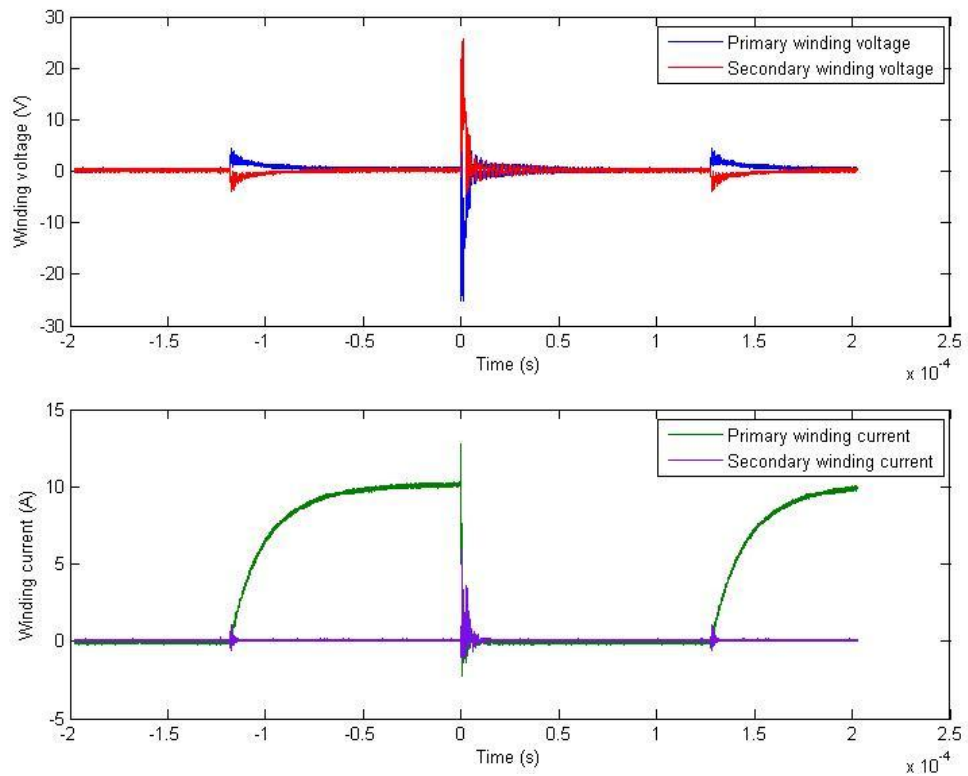 30
20
10
0
-10
-20
-30
Winding voltage (V)
Primary winding voltage
Secondary winding voltage
-2 -1.5 -1 -0.5 0 0.5 1 1.5 2 2.5
Time (s)
x 10-4
15
10
5
0
-5
Winding current (A)
Primary winding current
Secondary winding current
-2 -1.5 -1 -0.5 0 0.5 1 1.5 2 2.5
Time (s)
x 10-4